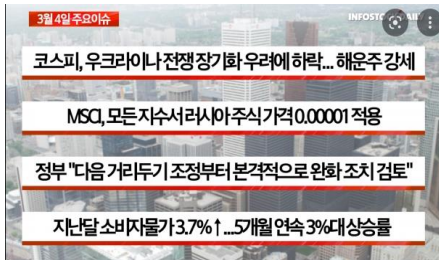 3월 4일 주요이슈
INFOSTOCK DAILY
코스피, 우크라이나 전쟁 장기화 우려에 하락... 해운주 강세
MSCI, 모든 지수서 러시아 주식 가격 0.00001 적용
정부 "다음 거리두기 조정부터 본격적으로 완화 조치 검토"
지난달 소비자물가 3.7%↑...5개월 연속 3%대 상승률